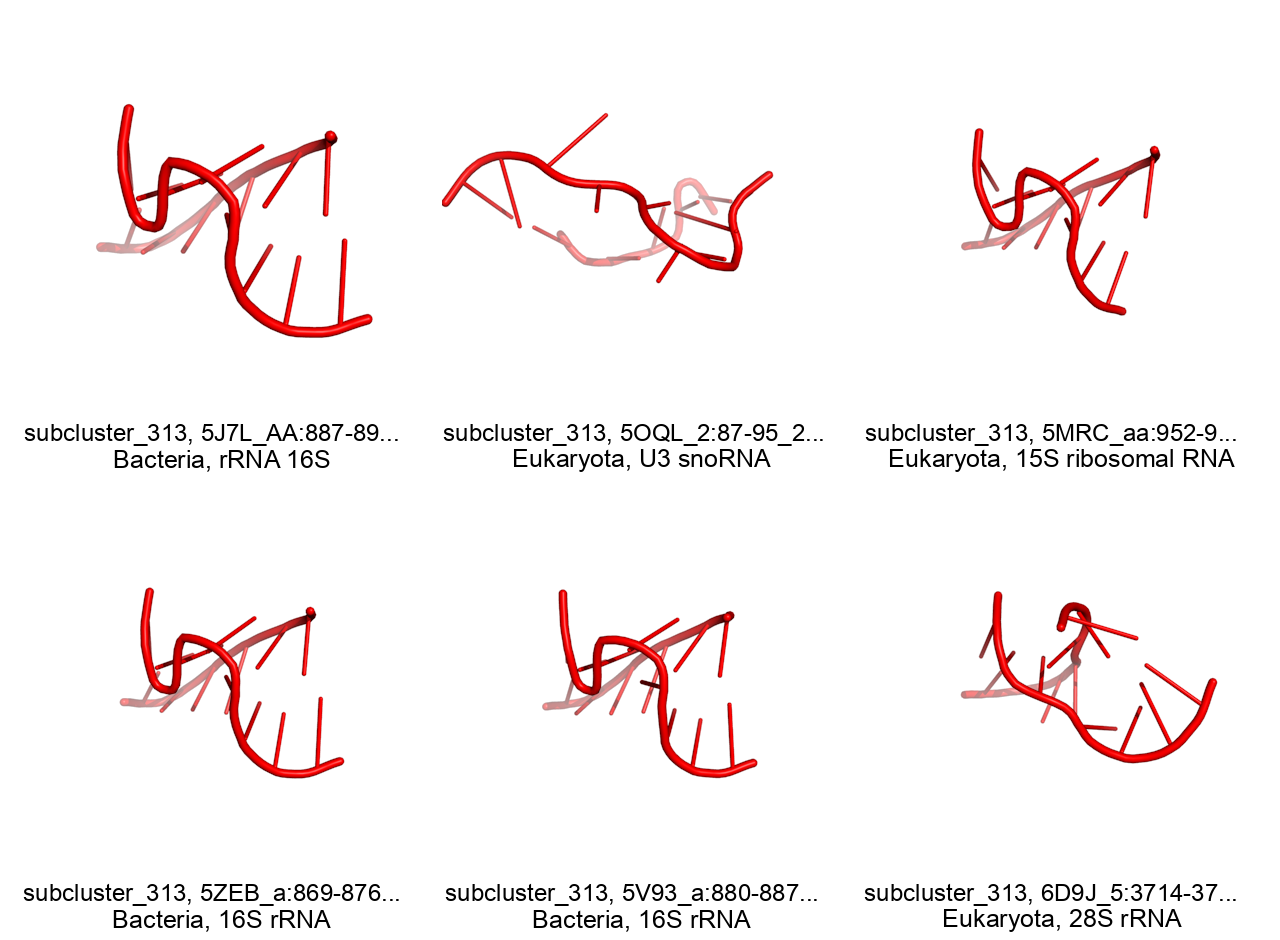 subcluster_313, 5J7L_AA:887-89...
Bacteria, rRNA 16S
subcluster_313, 5OQL_2:87-95_2...
Eukaryota, U3 snoRNA
subcluster_313, 5MRC_aa:952-9...
Eukaryota, 15S ribosomal RNA
subcluster_313, 5ZEB_a:869-876...
Bacteria, 16S rRNA
subcluster_313, 5V93_a:880-887...
Bacteria, 16S rRNA
subcluster_313, 6D9J_5:3714-37...
Eukaryota, 28S rRNA